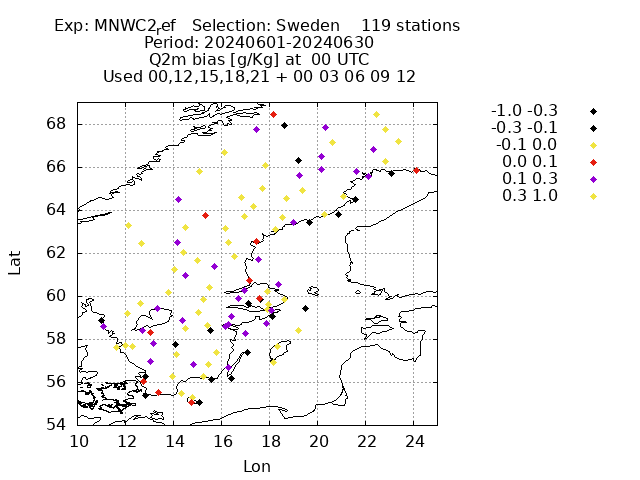 Exp: MNWC2ref Selection: Sweden 119 stations
Period: 20240601-20240630
Q2m bias [g/Kg] at 00 UTC
Used 00,12,15,18,21 + 00 03 06 09 12
-1.0 -0.3
-0.3 -0.1
-0.1 0.0
0.0 0.1
0.1 0.3
0.3 1.0
68
66
64
62
60
58
56
54
Lat
10 12 14 16 18 20 22 24
Lon